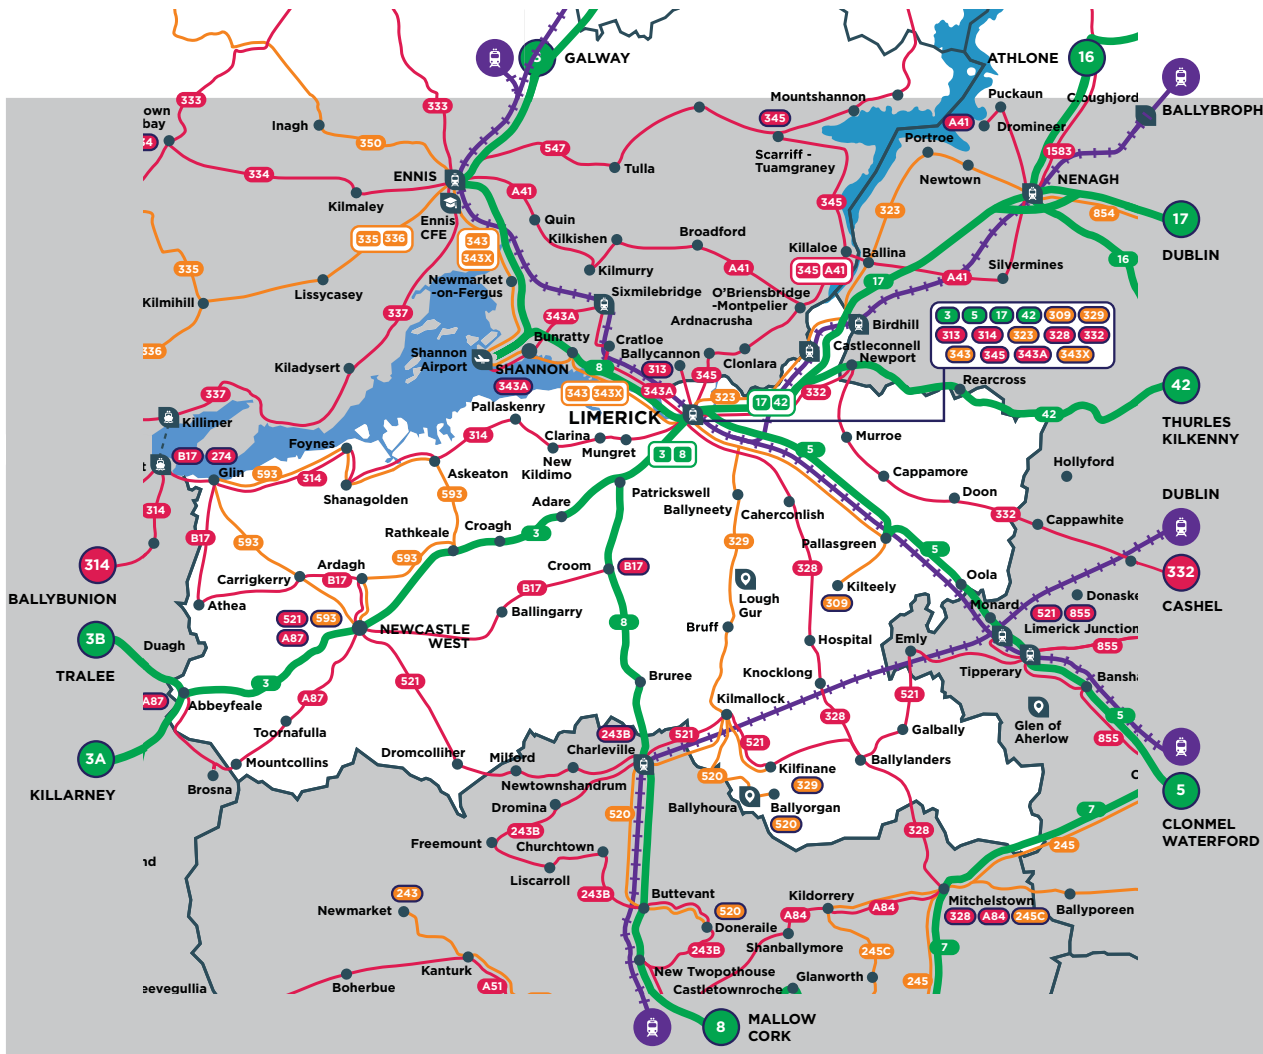 GALWAY
ATHLONE
16
BALLYBROPH
333
333
own
bay
Inagh
350
334
Kilmaley
ENNIS
Ennis
CFE
547
Tulla
A41
Quin
Kilkishen
Kilmurry
Broadford
A41
Mountshannon
345
Scarriff -
Tuamgraney
345
Puckaun
A41
Dromineer
Portroe
Newtown
1583
NENAGH
854
17
DUBLIN
16
323
Killaloe
Ballina
345 A41
17
A41
Silvermines
335 336
343
343X
335
Kilmihill
336
Lissycasey
337
Kiladysert
337
Newmarket
-on-Fergus
Sixmilebridge
343A
Bunratty
Cratloe
Ballycannon
313
Shannon
Airport
SHANNON
343A
8
343 343X
343A
345
O'Briensbridge
-Montpelier
Ardnacrusha
Clonlara
Birdhill
Castleconnell
Newport
3 5 17 42 309 329
313 314 323 328 332
343 345 343A 343X
Rearcross
42
42
THURLES
KILKENNY
Killimer
B17 274
Glin
593
314
Foynes
Shanagolden
Pallaskenry
314
Askeaton
Clarina
Mungret
New
Kildimo
LIMERICK
323
17 42
332
3 8
Murroe
Cappamore
Doon
332
Cappawhite
Hollyford
DUBLIN
332
CASHEL
314
314
BALLYBUNION
B17
593
593
593
Rathkeale
Croagh
3
Adare
Patrickswell
Ballyneety
Caherconlish
5
Pallasgreen
5
Oola
Monard
Donaske
521 855
Limerick Junction
855
Tipperary
Bansha
Ardagh
Carrigkerry
B17
Athea
521 593
A87
NEWCASTLE
WEST
Croom
B17
B17
Ballingarry
8
329
328
Lough
Gur
Kilteely
309
Bruff
Hospital
Emly
3B
TRALEE
Duagh
3
A87
Abbeyfeale
A87
Toornafulla
Mountcollins
Brosna
3A
KILLARNEY
521
Dromcolliher
Milford
Bruree
243B
Charleville
Newtownshandrum
521
Kilmallock
Knocklong
328
521
Galbally
521
Kilfinane
329
Ballylanders
520
Ballyhoura
Ballyorgan
520
Glen of
Aherlow
5
855
5
CLONMEL
WATERFORD
Dromina
243B
Freemount
Churchtown
Liscarroll
243B
520
328
7
245
243
Newmarket
Kanturk
A51
Boherbue
Buttevant
520
Doneraile
243B
New Twopothouse
Castletownroche
Kildorrery
A84
A84
Shanballymore
245C
Glanworth
245
Mitchelstown
328 A84 245C
Ballyporeen
7
8
MALLOW
CORK
nd
eevegullia